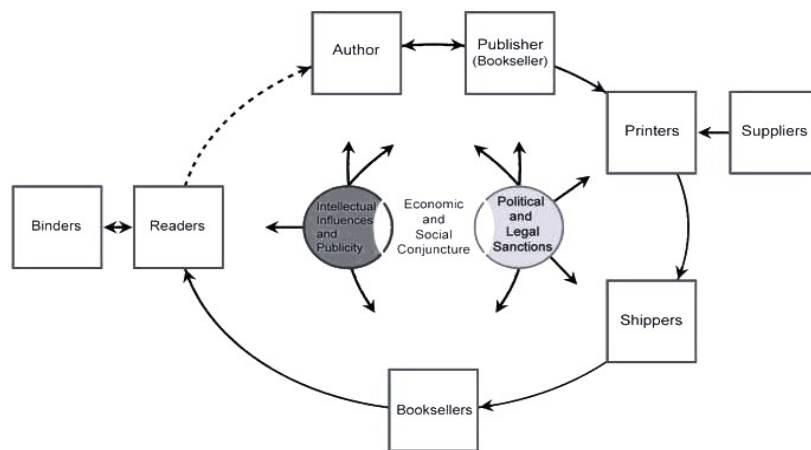 Author
Publisher
(Bookseller)
Printers
Suppliers
Binders
Readers
Intellectual
Influences
and
Publicity
Economic
and
Social
Conjuncture
Political
and
Legal
Sanctions
Shippers
Booksellers